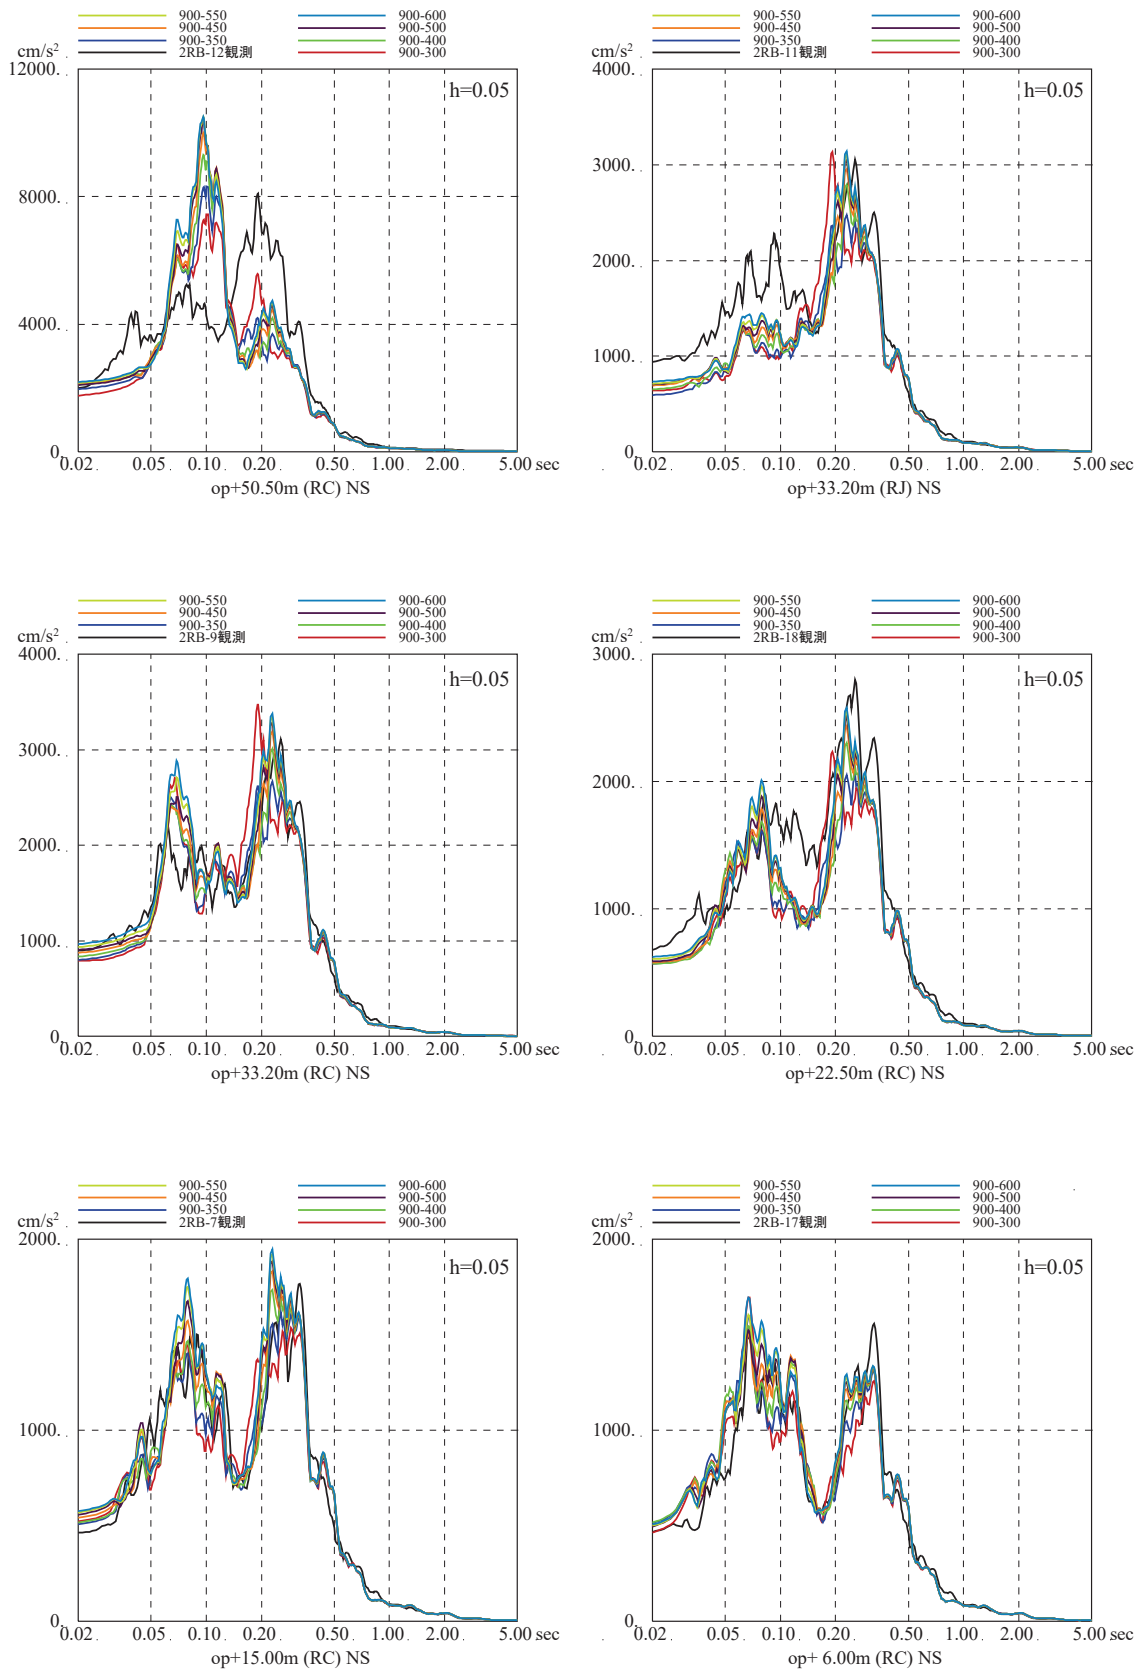 900-550 900-600
900-450 900-500
900-350 900-400
2RB-12観測 900-300
cm/s²
12000.
h=0.05
8000.
4000.
0.
0.02 0.05 0.10 0.20 0.50 1.00 2.00 5.00 sec
op+50.50m (RC) NS
900-550 900-600
900-450 900-500
900-350 900-400
2RB-11観測 900-300
cm/s²
4000.
h=0.05
3000.
2000.
1000.
0.
0.02 0.05 0.10 0.20 0.50 1.00 2.00 5.00 sec
op+33.20m (RJ) NS
900-550 900-600
900-450 900-500
900-350 900-400
2RB-9観測 900-300
cm/s²
4000.
h=0.05
3000.
2000.
1000.
0.
0.02 0.05 0.10 0.20 0.50 1.00 2.00 5.00 sec
op+33.20m (RC) NS
900-550 900-600
900-450 900-500
900-350 900-400
2RB-18観測 900-300
cm/s²
3000.
h=0.05
2000.
1000.
0.
0.02 0.05 0.10 0.20 0.50 1.00 2.00 5.00 sec
op+22.50m (RC) NS
900-550 900-600
900-450 900-500
900-350 900-400
2RB-7観測 900-300
cm/s²
2000.
h=0.05
1000.
0.
0.02 0.05 0.10 0.20 0.50 1.00 2.00 5.00 sec
op+15.00m (RC) NS
900-550 900-600
900-450 900-500
900-350 900-400
2RB-17観測 900-300
cm/s²
2000.
h=0.05
1000.
0.
0.02 0.05 0.10 0.20 0.50 1.00 2.00 5.00 sec
op+ 6.00m (RC) NS